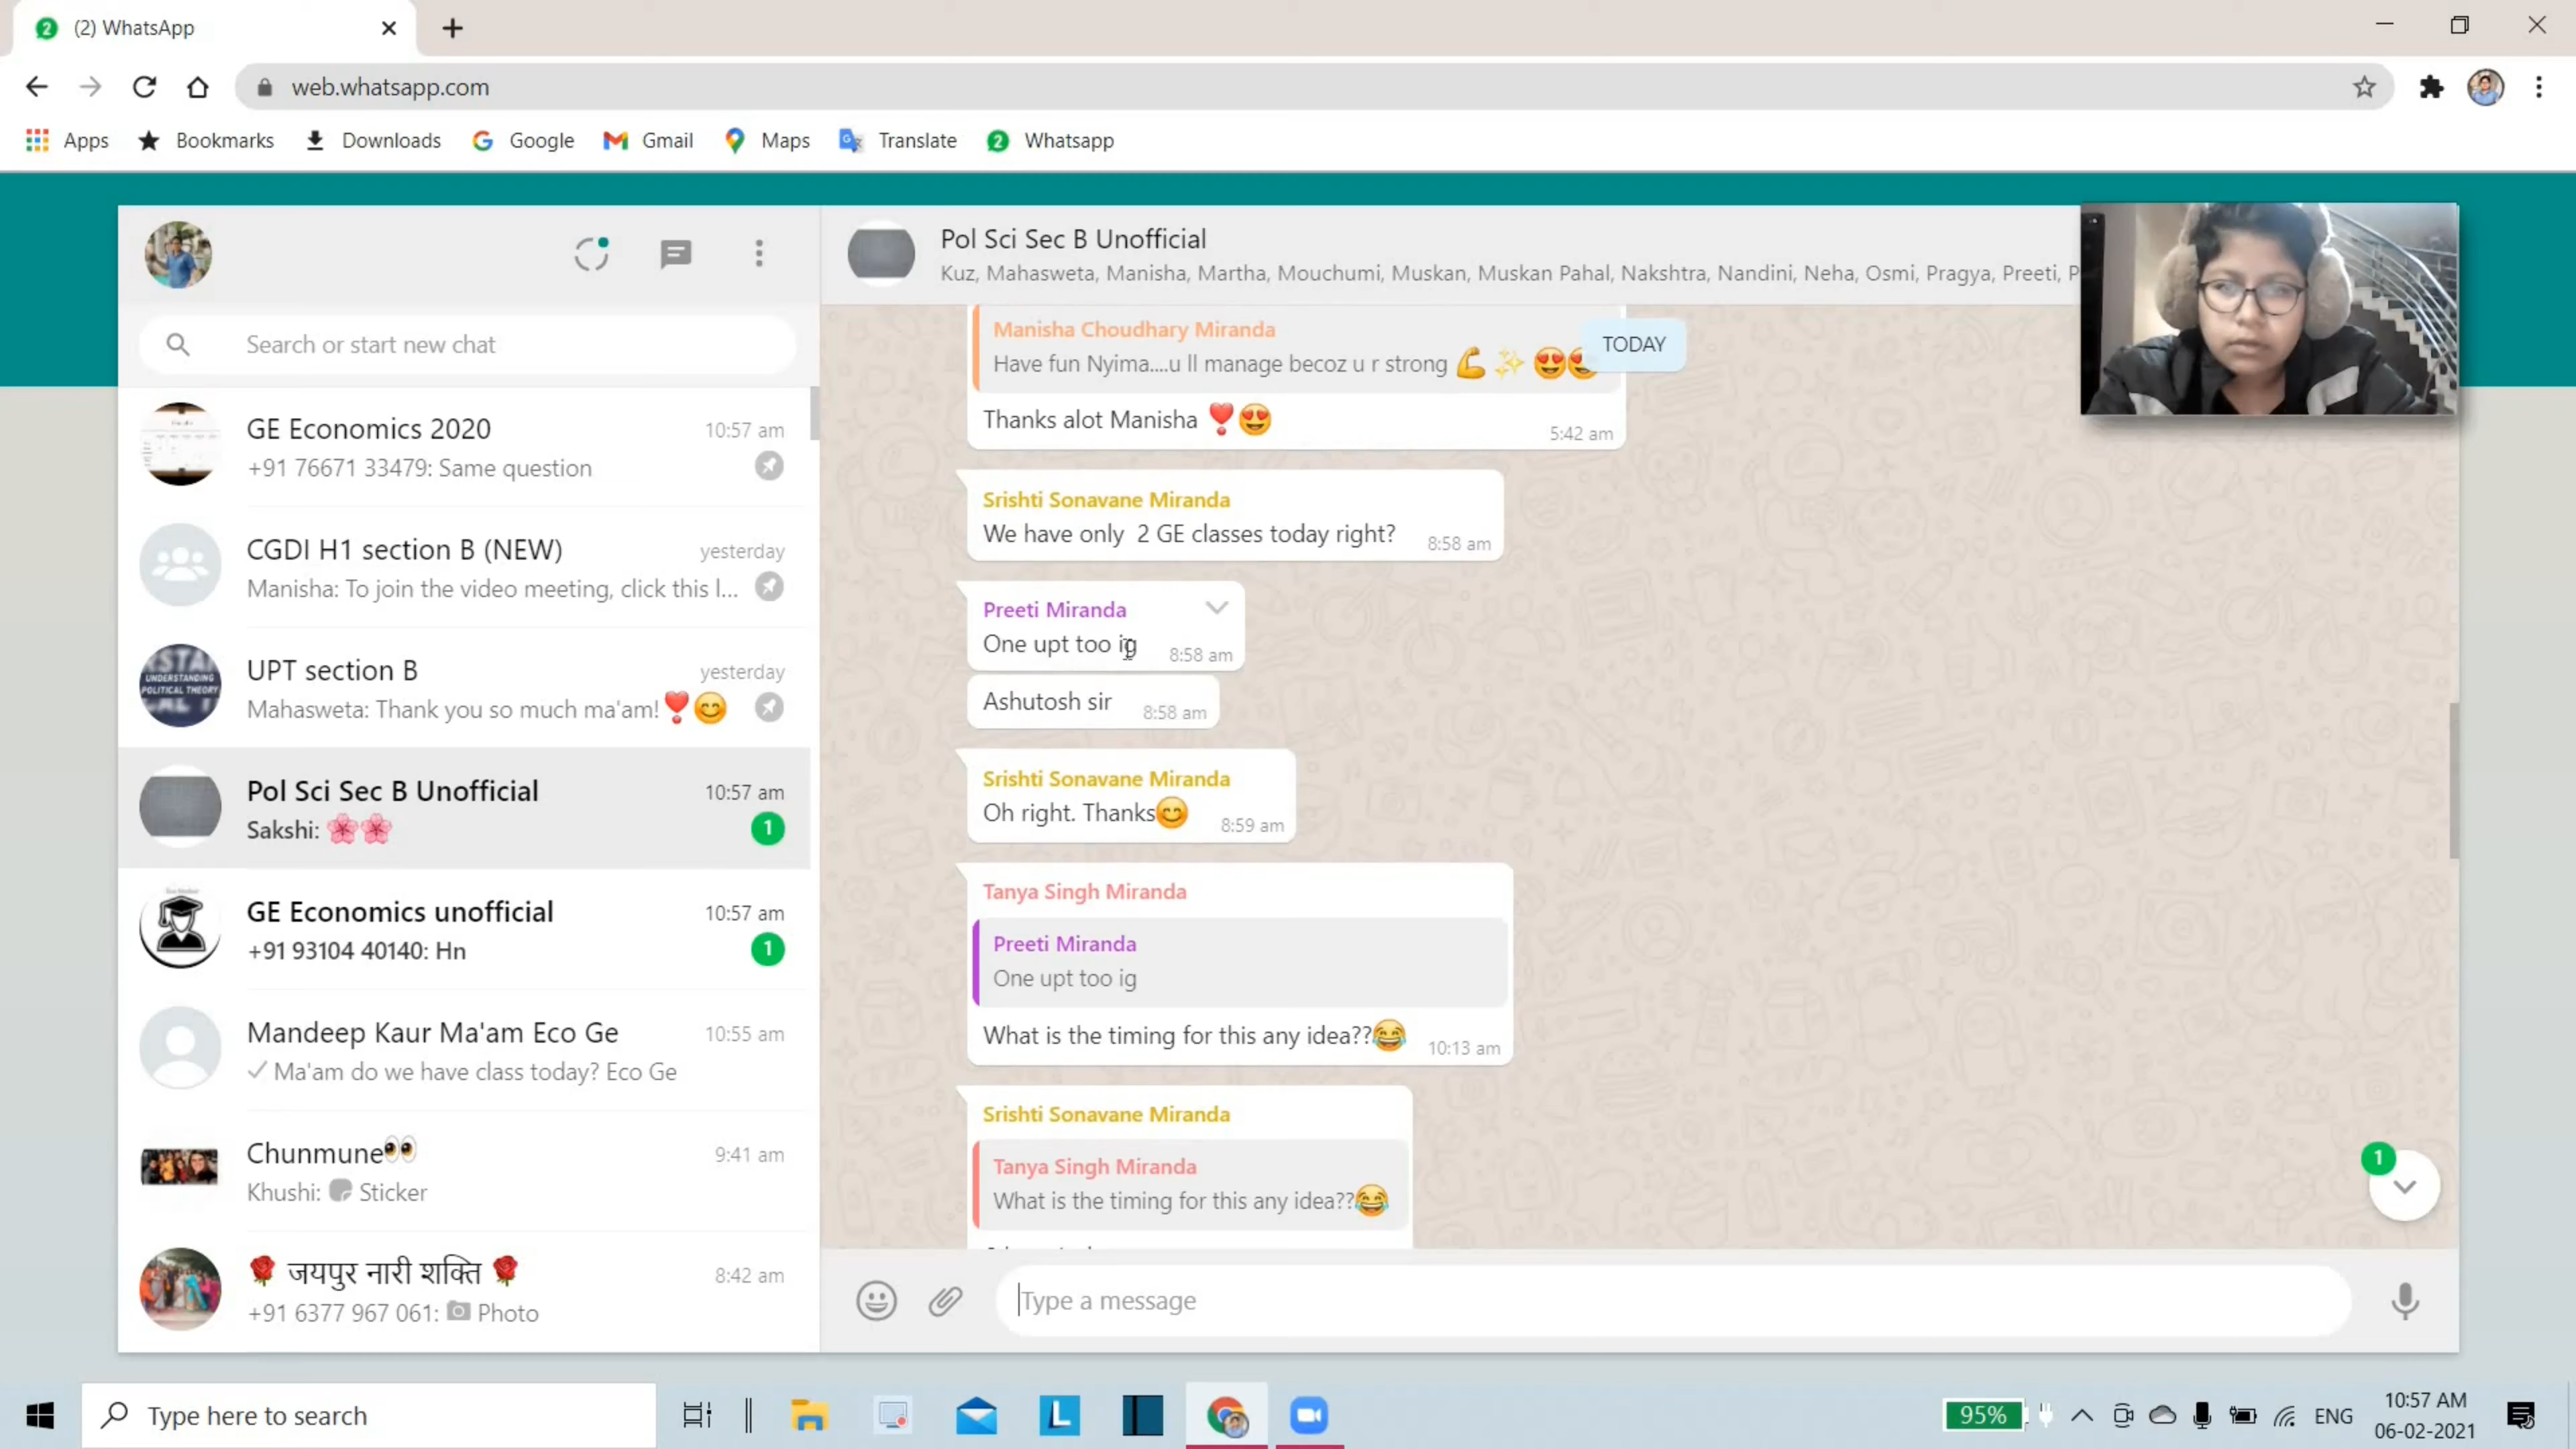 (2) WhatsApp
web.whatsapp.com
Apps Bookmarks Downloads Google Gmail Maps Translate 2 Whatsapp
Search or start new chat
GE Economics 2020 10:57 am
+91 76671 33479: Same question
CGDI H1 section B (NEW) yesterday
Manisha: To join the video meeting, click this l...
UNDERSTANDING
POLITICAL THEORY
UPT section B yesterday
Mahasweta: Thank you so much ma'am!❣️😊
Pol Sci Sec B Unofficial 10:57 am
Sakshi: 🌸🌸 1
GE Economics unofficial 10:57 am
+91 93104 40140: Hn 1
Mandeep Kaur Ma'am Eco Ge 10:55 am
Ma'am do we have class today? Eco Ge
Chunmune👀 9:41 am
Khushi: Sticker
🌹 जयपुर नारी शक्ति 🌹 8:42 am
+91 6377 967 061: Photo
Pol Sci Sec B Unofficial
Kuz, Mahasweta, Manisha, Martha, Mouchumi, Muskan, Muskan Pahal, Nakshtra, Nandini, Neha, Osmi, Pragya, Preeti, P
TODAY
Manisha Choudhary Miranda
Have fun Nyima....u ll manage becoz u r strong 💪✨😍😍
Thanks alot Manisha ❣️😍 5:42 am
Srishti Sonavane Miranda
We have only 2 GE classes today right? 8:58 am
Preeti Miranda
One upt too ig 8:58 am
Ashutosh sir 8:58 am
Srishti Sonavane Miranda
Oh right. Thanks😊 8:59 am
Tanya Singh Miranda
Preeti Miranda
One upt too ig
What is the timing for this any idea??😂 10:13 am
Srishti Sonavane Miranda
Tanya Singh Miranda
What is the timing for this any idea??😂
1
Type a message
Type here to search
L
95% ENG 10:57 AM
06-02-2021